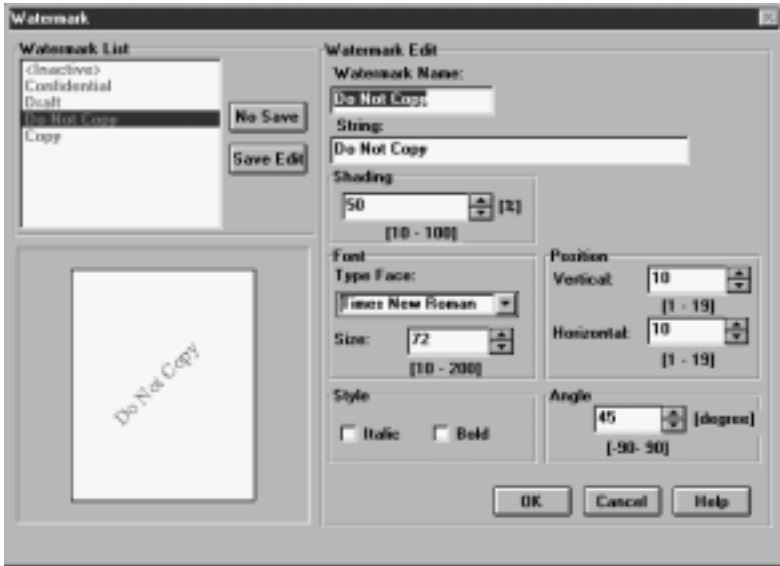 Watermark
Watermark List
<Inactive>
Confidential
Draft
Do Not Copy
Copy
No Save
Save Edit
Do Not Copy
Watermark Edit
Watermark Name:
Do Not Copy
String:
Do Not Copy
Shading
50 [%]
[10 - 100]
Font
Type Face:
Times New Roman
Size: 72
[10 - 200]
Position
Vertical: 10
[1 - 19]
Horizontal: 10
[1 - 19]
Style
Italic Bold
Angle
45 [degree]
[-90- 90]
OK Cancel Help